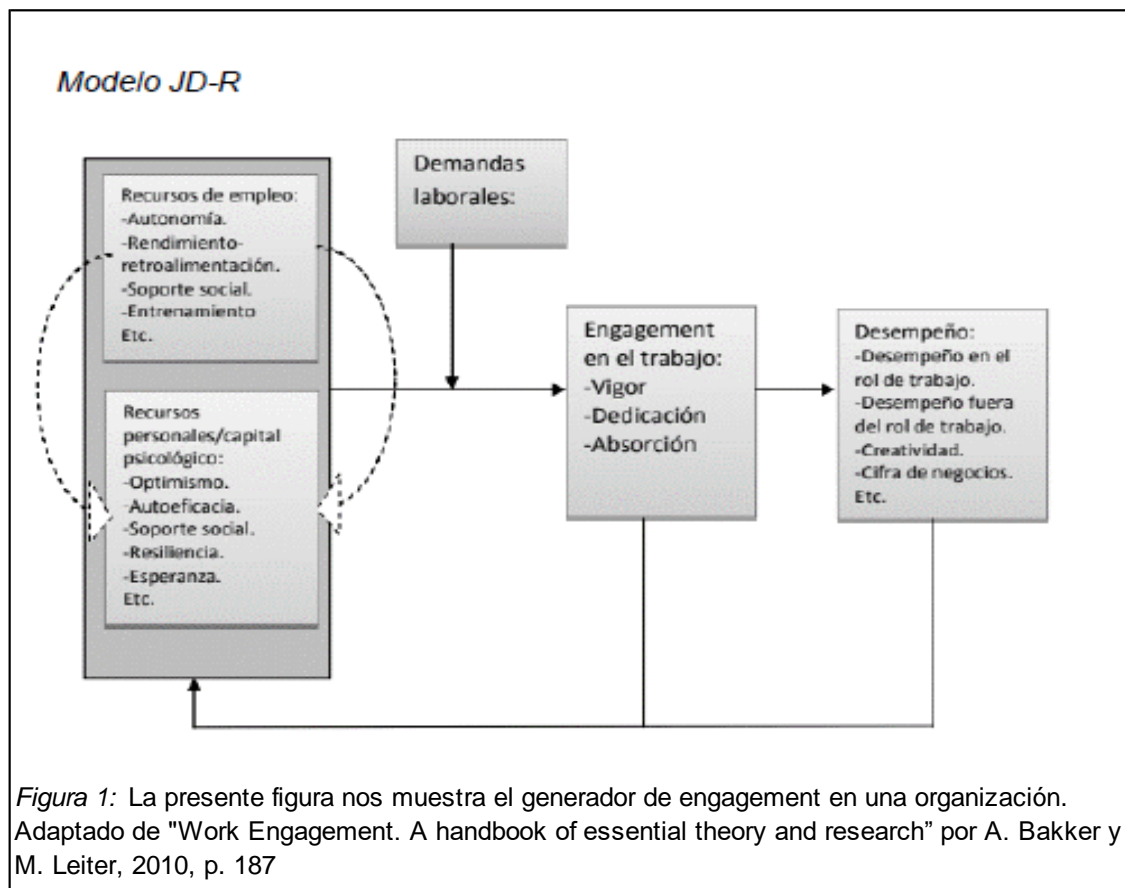 Modelo JD-R
Recursos de empleo:
-Autonomía.
-Rendimiento-
retroalimentación.
-Soporte social.
-Entrenamiento
Etc.
Recursos
personales/capital
psicológico:
-Optimismo.
-Autoeficacia.
-Soporte social.
-Resiliencia.
-Esperanza.
Etc.
Demandas
laborales:
Engagement
en el trabajo:
-Vigor
-Dedicación
-Absorción
Desempeño:
-Desempeño en el
rol de trabajo.
-Desempeño fuera
del rol de trabajo.
-Creatividad.
-Cifra de negocios.
Etc.
Figura 1: La presente figura nos muestra el generador de engagement en una organización.
Adaptado de "Work Engagement. A handbook of essential theory and research” por A. Bakker y
M. Leiter, 2010, p. 187